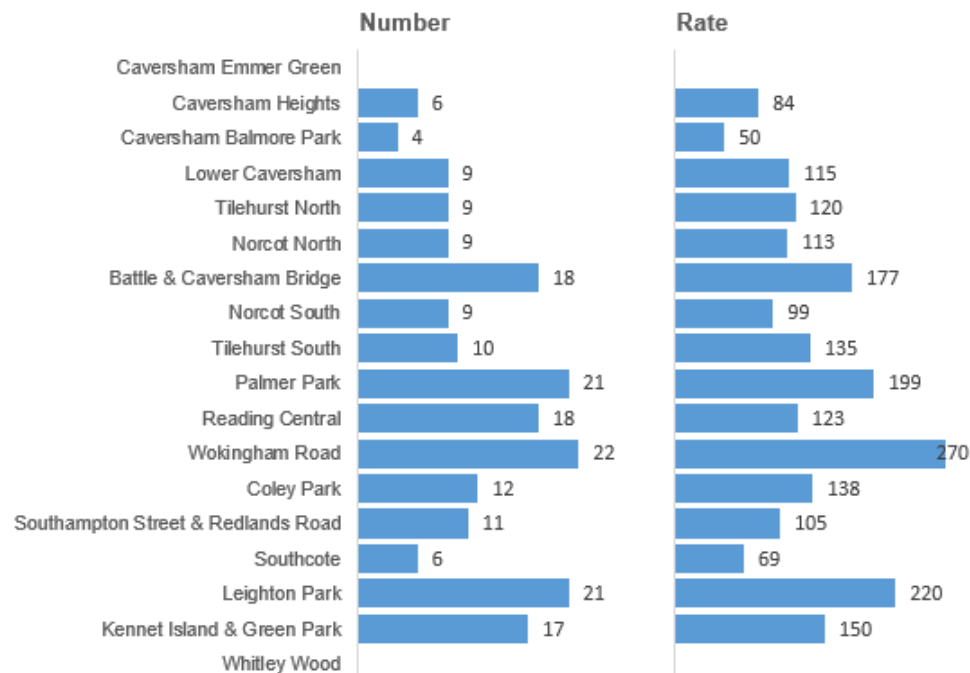 Number Rate
Caversham Emmer Green
Caversham Heights 6 84
Caversham Balmore Park 4 50
Lower Caversham 9 115
Tilehurst North 9 120
Norcot North 9 113
Battle & Caversham Bridge 18 177
Norcot South 9 99
Tilehurst South 10 135
Palmer Park 21 199
Reading Central 18 123
Wokingham Road 22 270
Coley Park 12 138
Southampton Street & Redlands Road 11 105
Southcote 6 69
Leighton Park 21 220
Kennet Island & Green Park 17 150
Whitley Wood